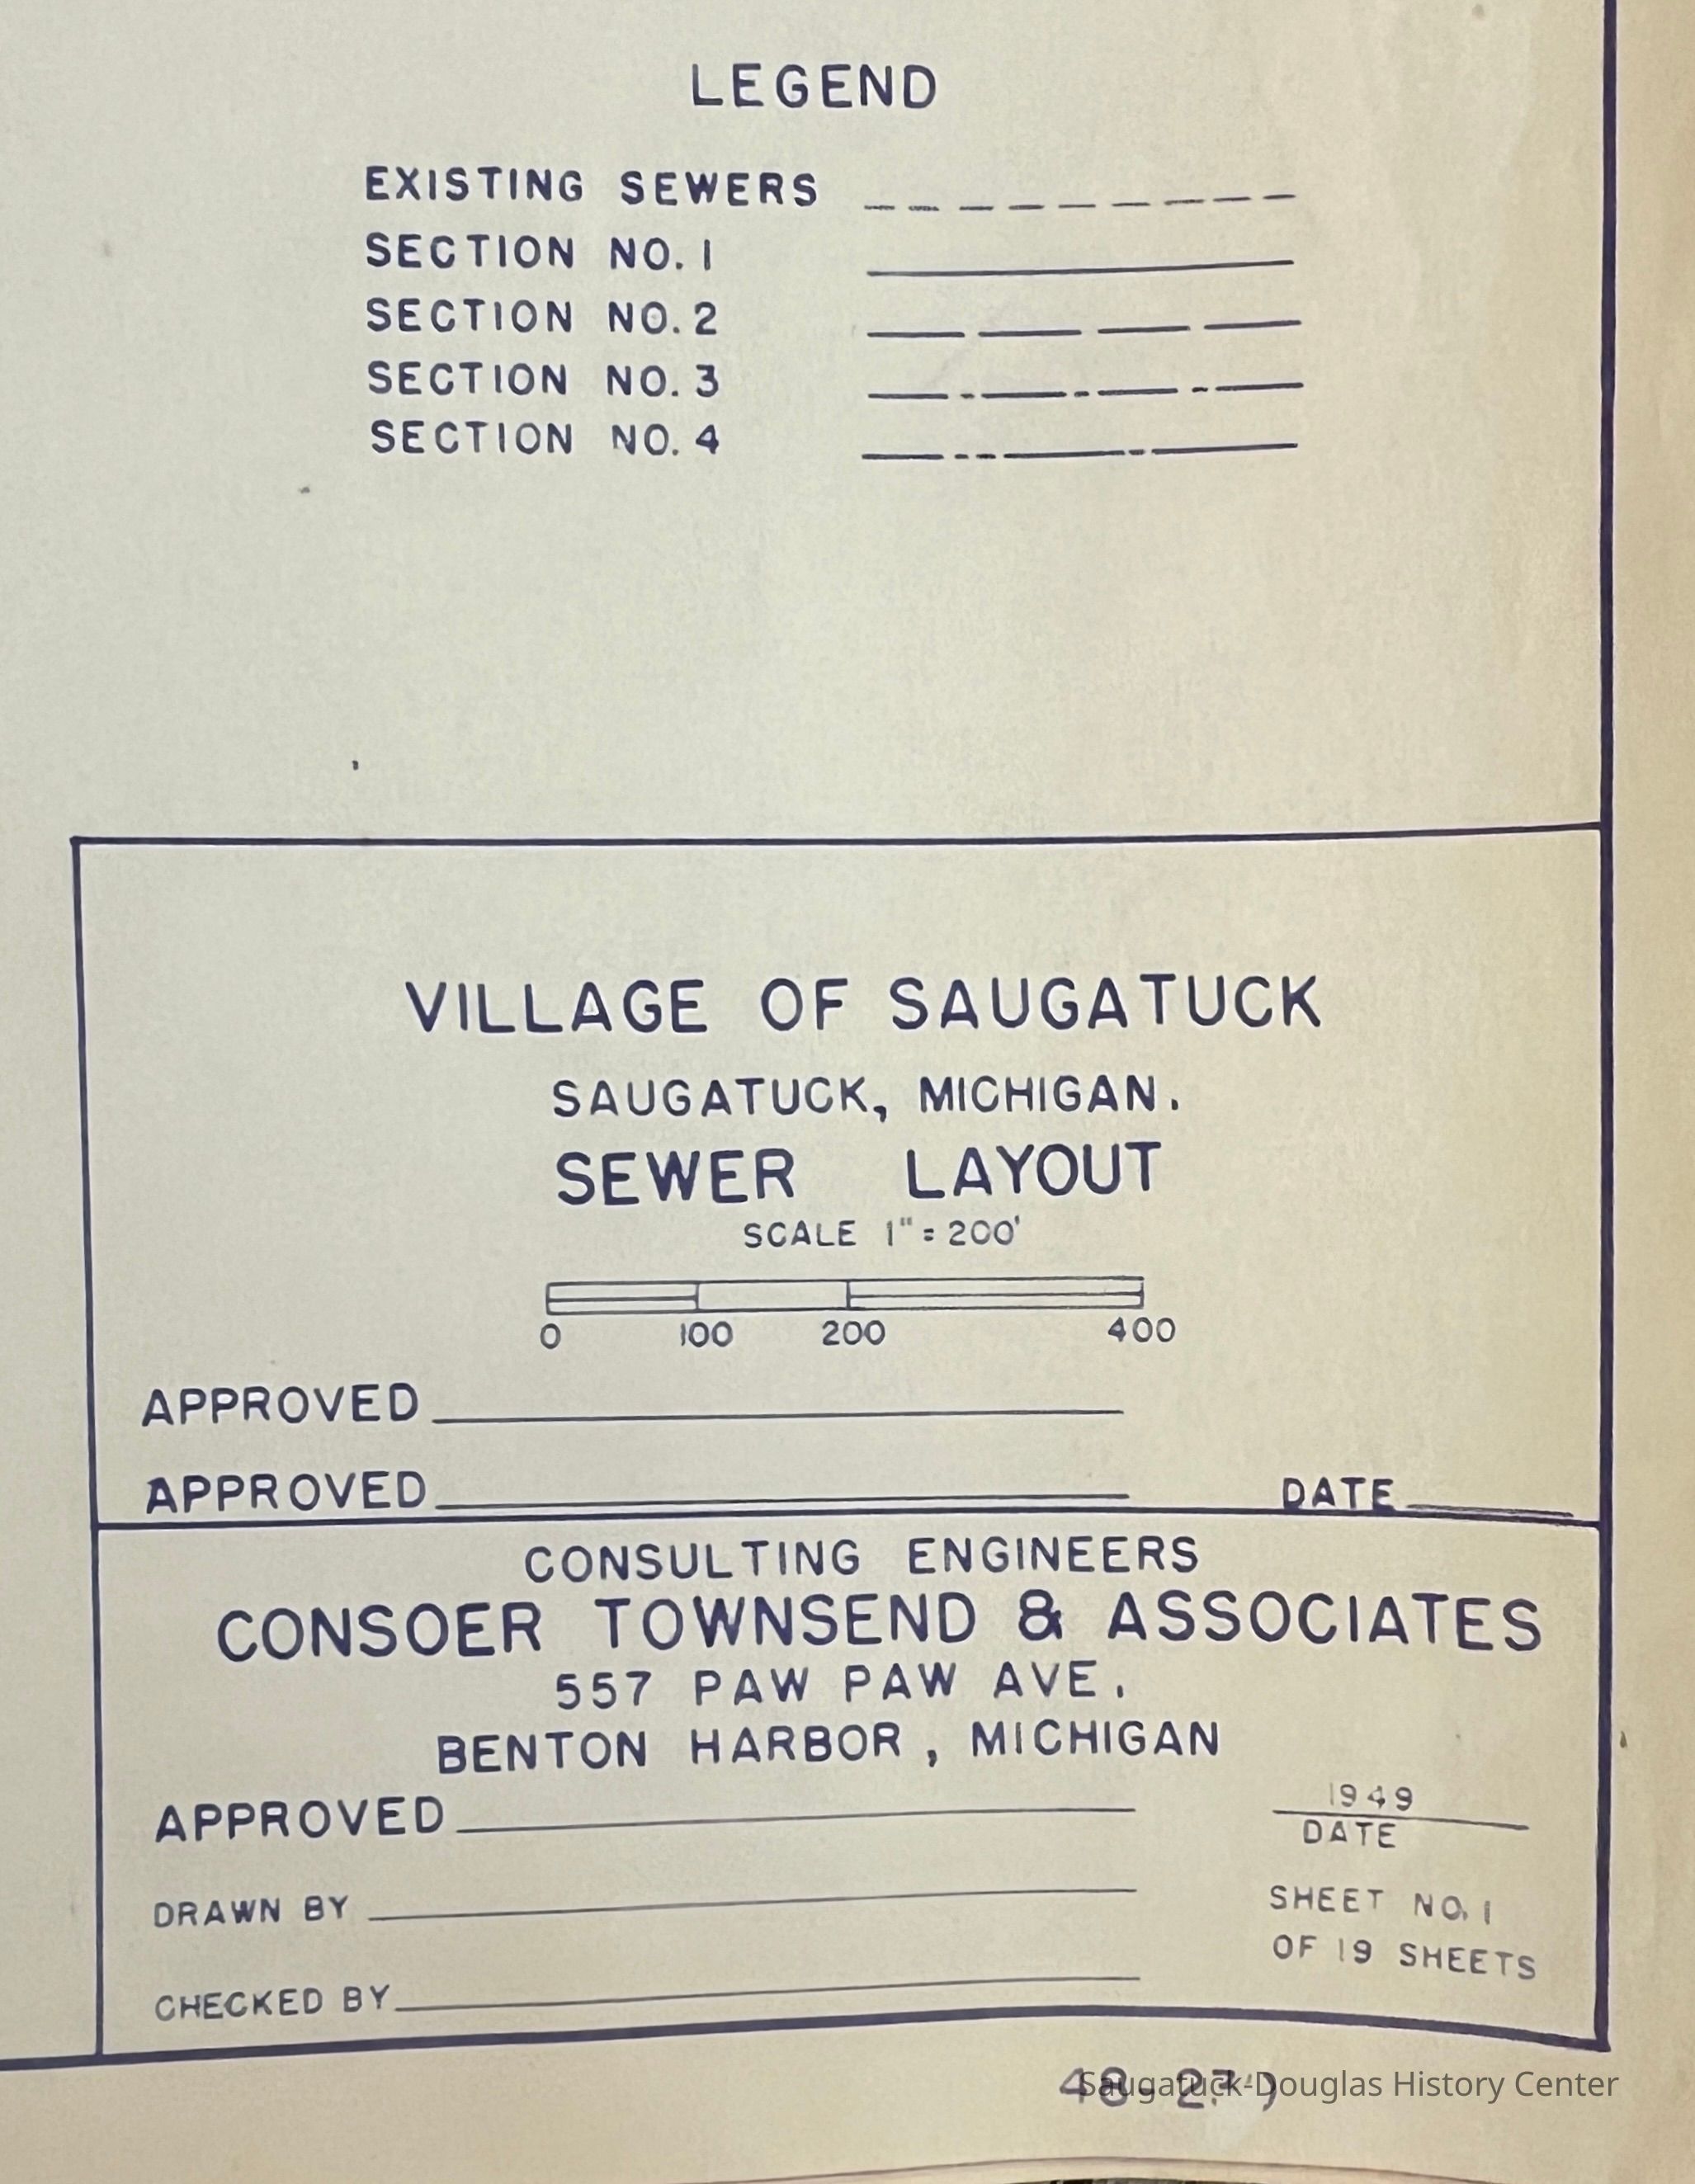 LEGEND
EXISTING SEWERS
SECTION NO. 1
SECTION NO. 2
SECTION NO. 3
SECTION NO. 4
VILLAGE OF SAUGATUCK
SAUGATUCK, MICHIGAN.
SEWER LAYOUT
SCALE 1" = 200'
0 100 200 400
APPROVED
APPROVED DATE
CONSULTING ENGINEERS
CONSOER TOWNSEND & ASSOCIATES
557 PAW PAW AVE.
BENTON HARBOR, MICHIGAN
APPROVED
1949
DATE
DRAWN BY
SHEET NO. 1
OF 19 SHEETS
CHECKED BY
Saugatuck-Douglas History Center